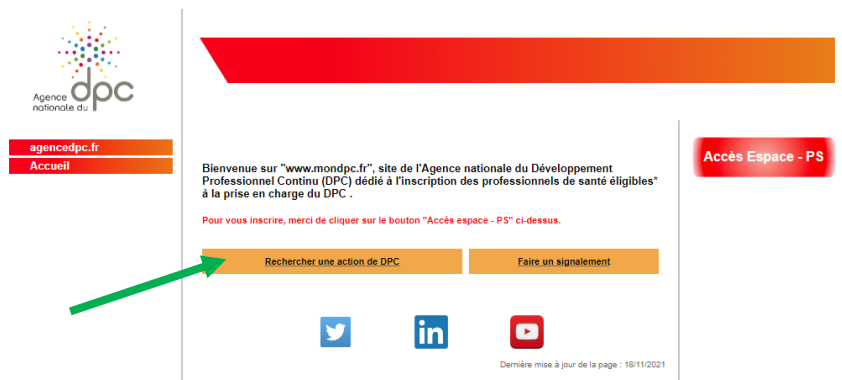 Agence
nationale du
dpc
agencedpc.fr
Accueil
Bienvenue sur "www.mondpc.fr", site de l'Agence nationale du Développement
Professionnel Continu (DPC) dédié à l'inscription des professionnels de santé éligibles*
à la prise en charge du DPC .
Pour vous inscrire, merci de cliquer sur le bouton "Accès espace - PS" ci-dessus.
Rechercher une action de DPC
Faire un signalement
Dernière mise à jour de la page : 18/11/2021
Accès Espace - PS